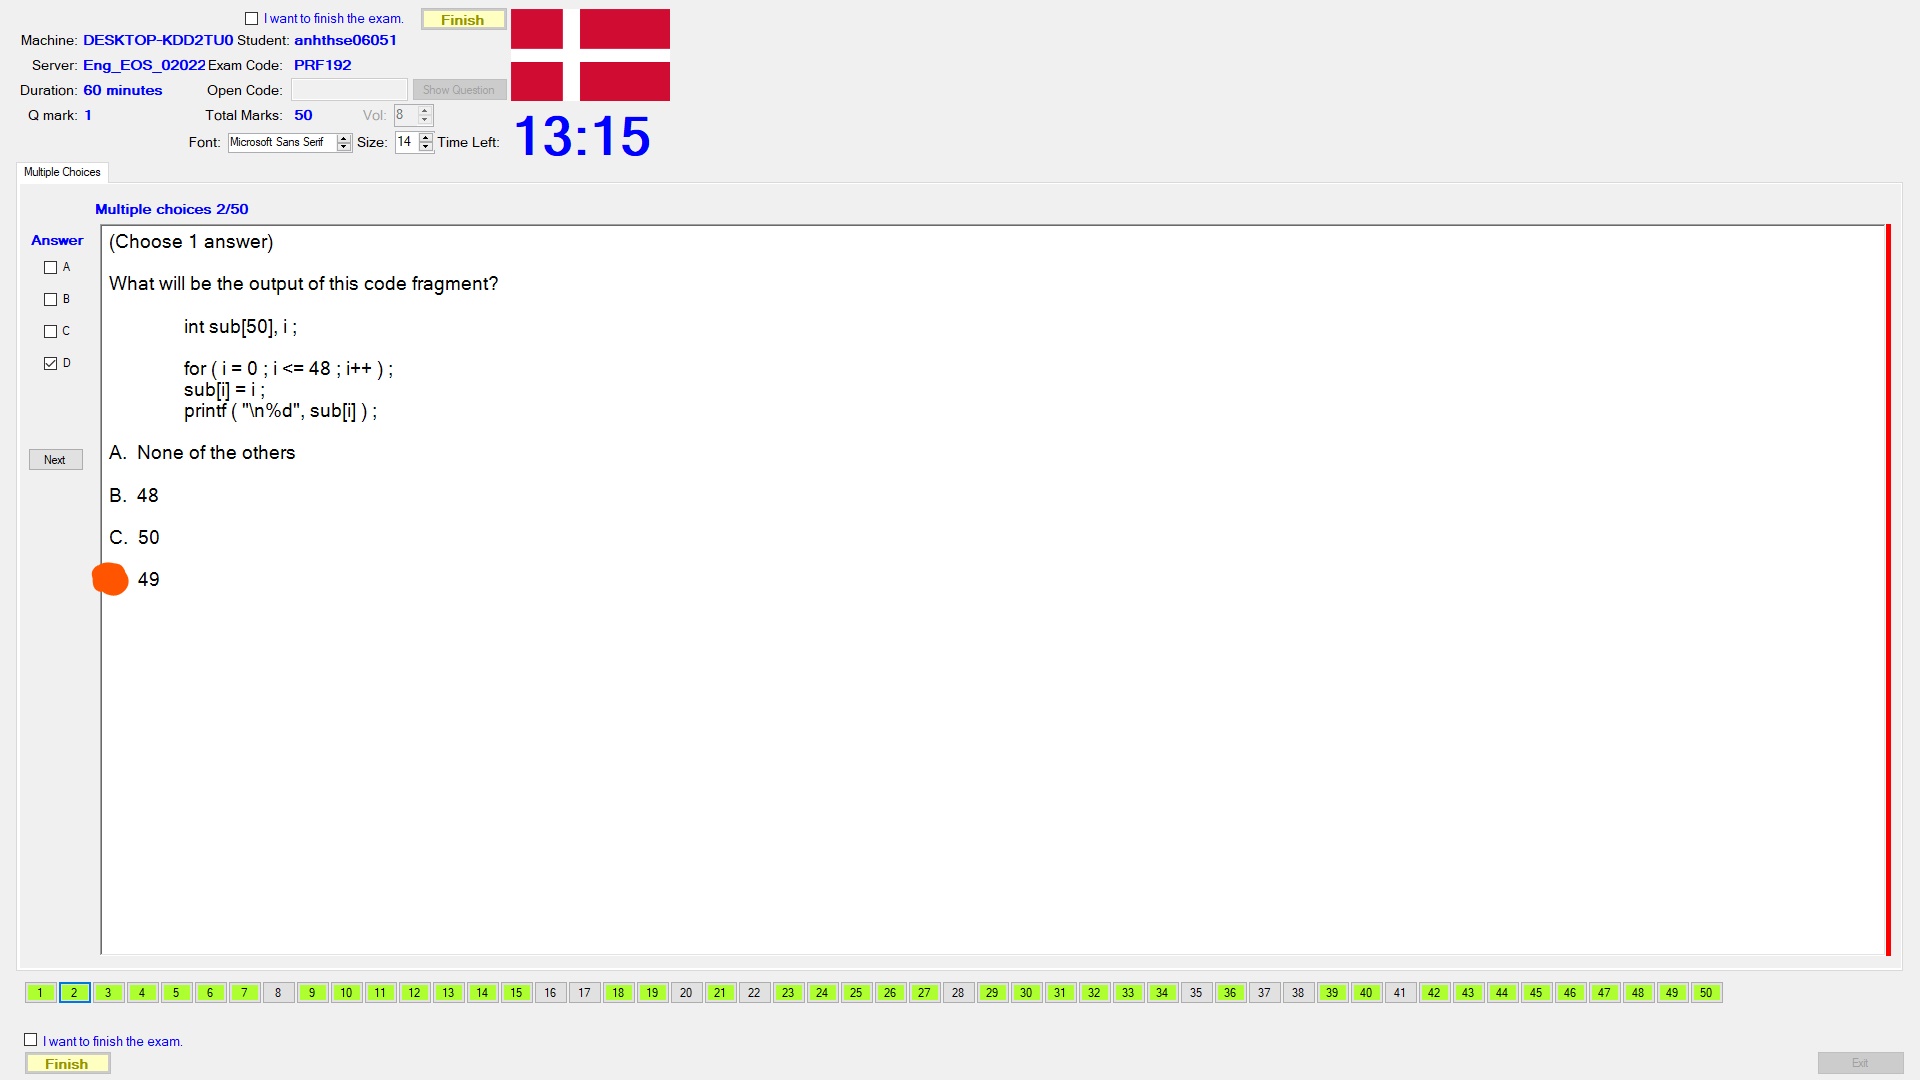 I want to finish the exam. Finish
Machine: DESKTOP-KDD2TU0 Student: anhthse06051
Server: Eng_EOS_02022 Exam Code: PRF192
Duration: 60 minutes Open Code: Show Question
Q mark: 1 Total Marks: 50 Vol: 8
Font: Microsoft Sans Serif Size: 14 Time Left: 13:15
Multiple Choices
Multiple choices 2/50
Answer
A
B
C
D
Next
(Choose 1 answer)
What will be the output of this code fragment?
int sub[50], i ;
for ( i = 0 ; i <= 48 ; i++ ) ;
sub[i] = i ;
printf ( "\n%d", sub[i] ) ;
A. None of the others
B. 48
C. 50
49
1 2 3 4 5 6 7 8 9 10 11 12 13 14 15 16 17 18 19 20 21 22 23 24 25 26 27 28 29 30 31 32 33 34 35 36 37 38 39 40 41 42 43 44 45 46 47 48 49 50
I want to finish the exam.
Finish
Exit